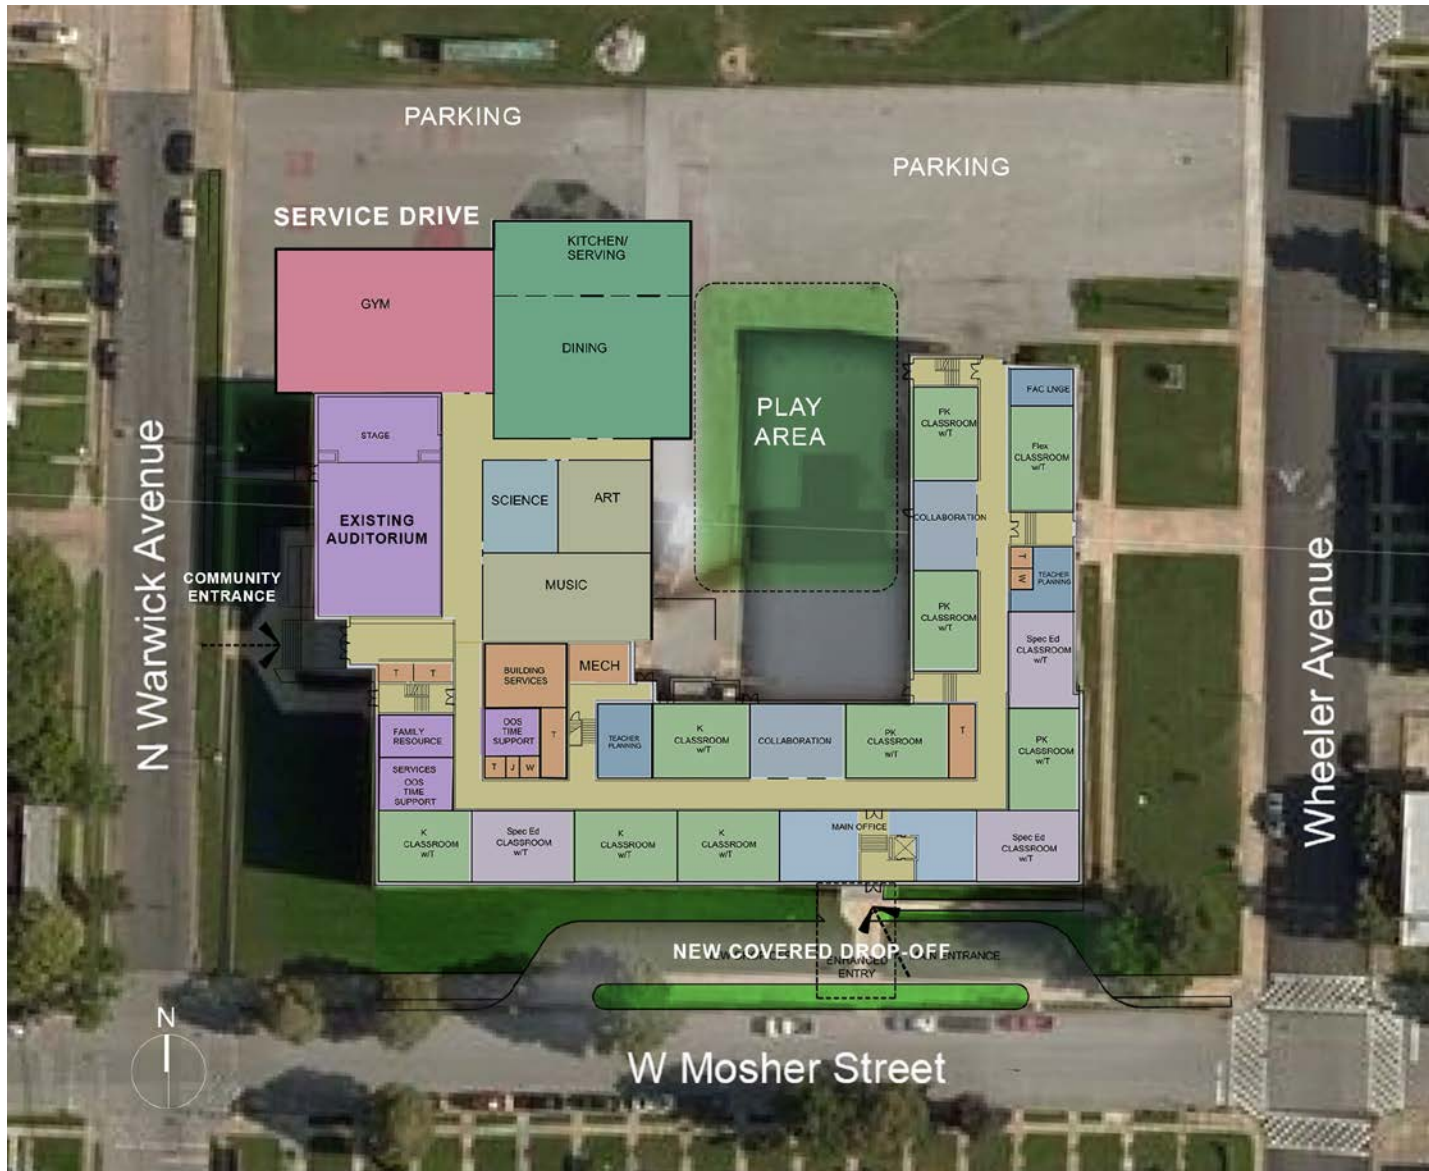 PARKING
PARKING
SERVICE DRIVE
KITCHEN/
SERVING
GYM
DINING
PLAY
AREA
FAC LNGE
PK
CLASSROOM
w/T
Flex
CLASSROOM
w/T
STAGE
SCIENCE
ART
COLLABORATION
EXISTING
AUDITORIUM
T
W
TEACHER
PLANNING
MUSIC
COMMUNITY
ENTRANCE
N Warwick Avenue
Wheeler Avenue
PK
CLASSROOM
w/T
Spec Ed
CLASSROOM
w/T
T
T
BUILDING
SERVICES
MECH
FAMILY
RESOURCE
OOS
TIME
SUPPORT
T
T
J
W
TEACHER
PLANNING
K
CLASSROOM
w/T
COLLABORATION
PK
CLASSROOM
w/T
T
PK
CLASSROOM
w/T
SERVICES
OOS
TIME
SUPPORT
K
CLASSROOM
w/T
Spec Ed
CLASSROOM
w/T
K
CLASSROOM
w/T
K
CLASSROOM
w/T
MAIN OFFICE
Spec Ed
CLASSROOM
w/T
NEW COVERED DROP-OFF
ENHANCED
ENTRY
ENTRANCE
N
W Mosher Street